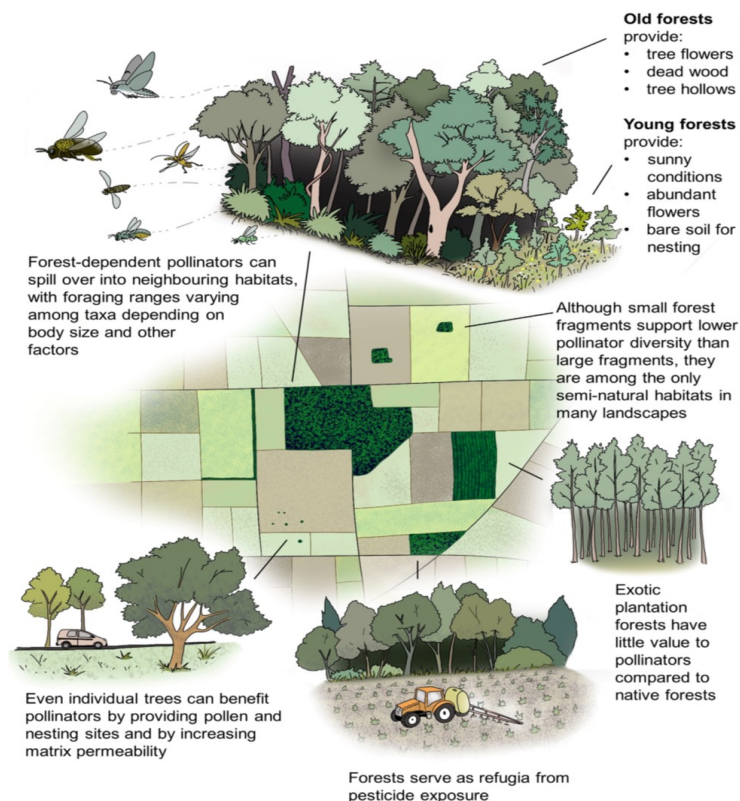 Old forests
provide:
• tree flowers
• dead wood
• tree hollows
Young forests
provide:
• sunny
conditions
• abundant
flowers
• bare soil for
nesting
Forest-dependent pollinators can
spill over into neighbouring habitats,
with foraging ranges varying
among taxa depending on
body size and other
factors
Although small forest
fragments support lower
pollinator diversity than
large fragments, they
are among the only
semi-natural habitats in
many landscapes
Exotic
plantation
forests have
little value to
pollinators
compared to
native forests
Even individual trees can benefit
pollinators by providing pollen and
nesting sites and by increasing
matrix permeability
Forests serve as refugia from
pesticide exposure